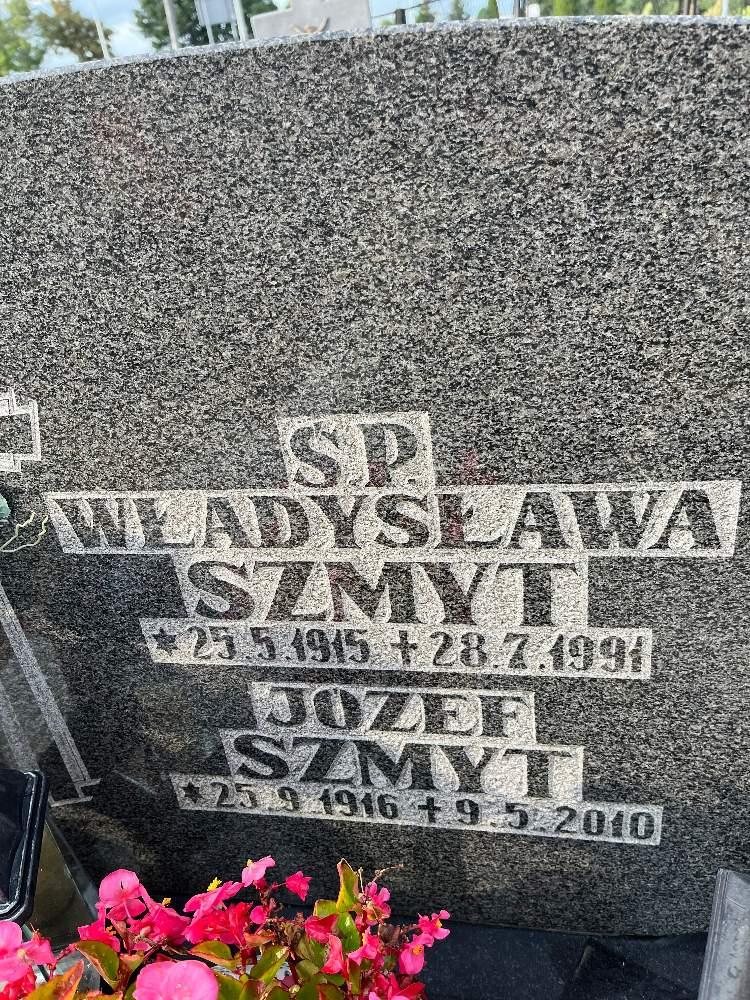 Ś.P.
WŁADYSŁAWA
SZMYT
★ 25.5.1915 ✝ 28.7.1991
JÓZEF
SZMYT
★ 25.9.1916 ✝ 9.5.2010